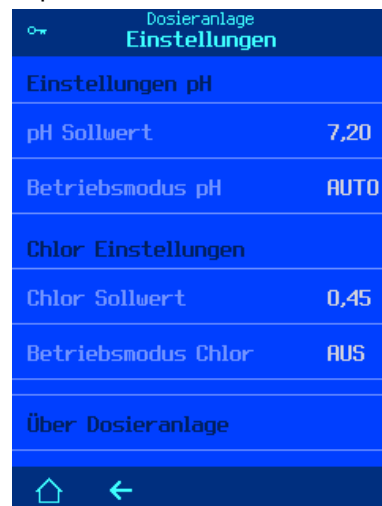 Dosieranlage
Einstellungen
Einstellungen pH
pH Sollwert 7,20
Betriebsmodus pH AUTO
Chlor Einstellungen
Chlor Sollwert 0,45
Betriebsmodus Chlor AUS
Über Dosieranlage